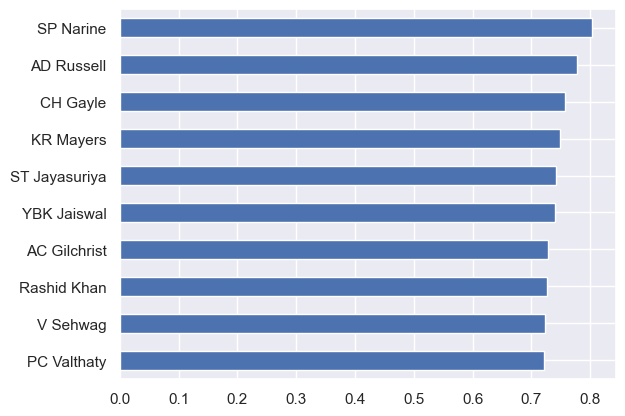 SP Narine
AD Russell
CH Gayle
KR Mayers
ST Jayasuriya
YBK Jaiswal
AC Gilchrist
Rashid Khan
V Sehwag
PC Valthaty
0.0 0.1 0.2 0.3 0.4 0.5 0.6 0.7 0.8